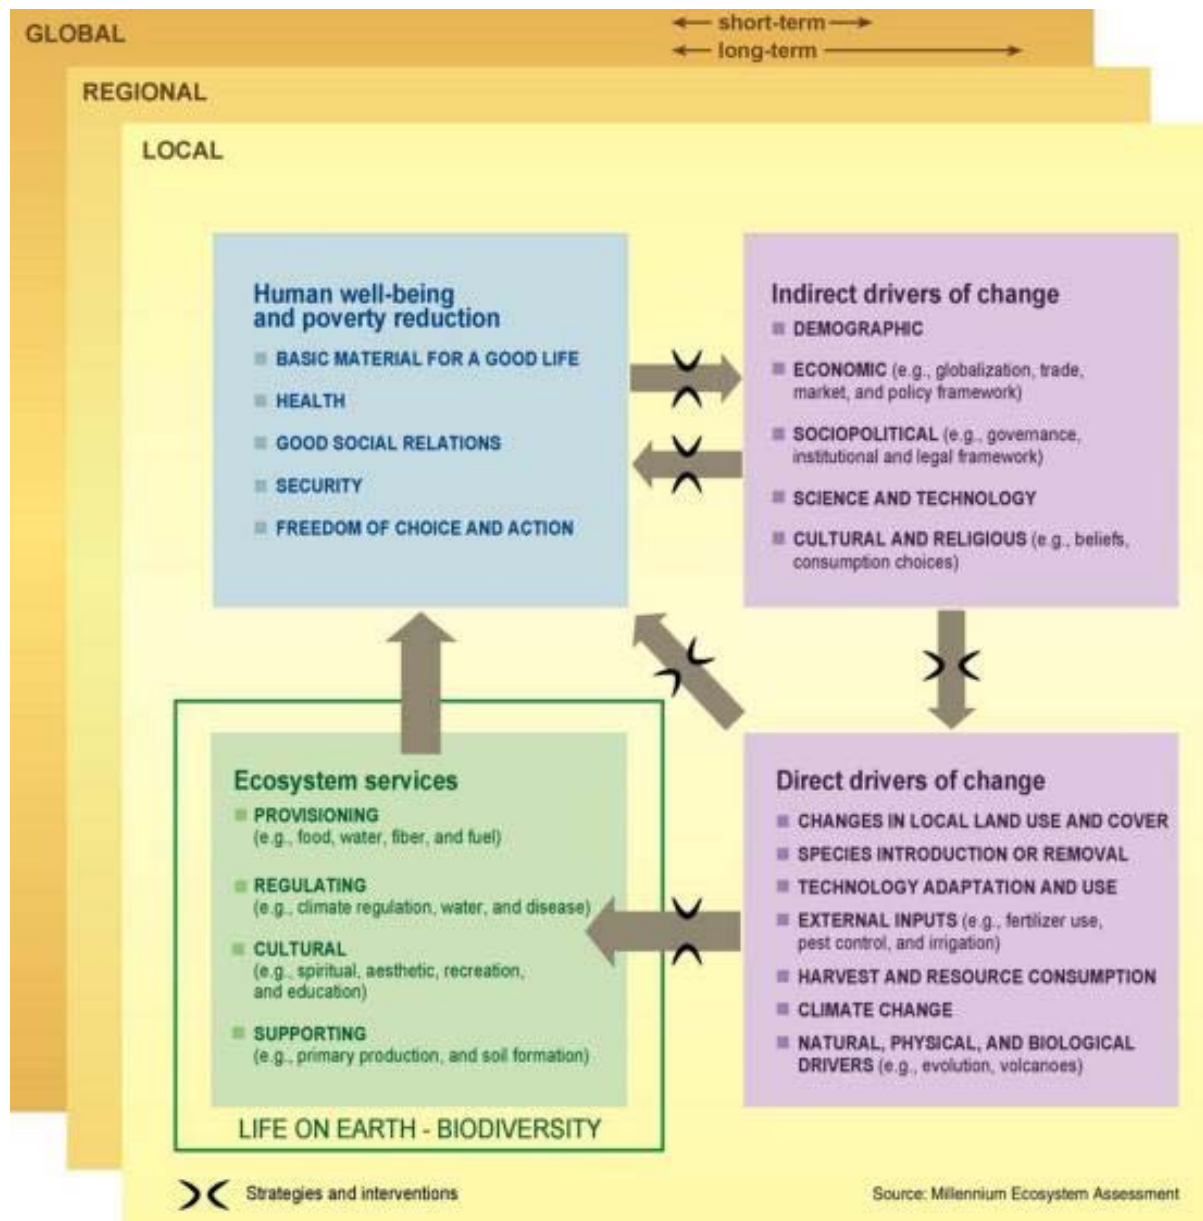 GLOBAL
short-term
long-term
REGIONAL
LOCAL
Human well-being
and poverty reduction
BASIC MATERIAL FOR A GOOD LIFE
HEALTH
GOOD SOCIAL RELATIONS
SECURITY
FREEDOM OF CHOICE AND ACTION
Indirect drivers of change
DEMOGRAPHIC
ECONOMIC (e.g., globalization, trade,
market, and policy framework)
SOCIOPOLITICAL (e.g., governance,
institutional and legal framework)
SCIENCE AND TECHNOLOGY
CULTURAL AND RELIGIOUS (e.g., beliefs,
consumption choices)
Ecosystem services
PROVISIONING
(e.g., food, water, fiber, and fuel)
REGULATING
(e.g., climate regulation, water, and disease)
CULTURAL
(e.g., spiritual, aesthetic, recreation,
and education)
SUPPORTING
(e.g., primary production, and soil formation)
LIFE ON EARTH - BIODIVERSITY
Direct drivers of change
CHANGES IN LOCAL LAND USE AND COVER
SPECIES INTRODUCTION OR REMOVAL
TECHNOLOGY ADAPTATION AND USE
EXTERNAL INPUTS (e.g., fertilizer use,
pest control, and irrigation)
HARVEST AND RESOURCE CONSUMPTION
CLIMATE CHANGE
NATURAL, PHYSICAL, AND BIOLOGICAL
DRIVERS (e.g., evolution, volcanoes)
Strategies and interventions
Source: Millennium Ecosystem Assessment